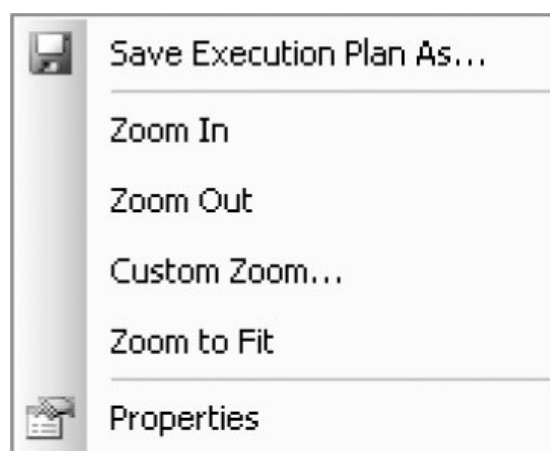 Save Execution Plan As...
Zoom In
Zoom Out
Custom Zoom...
Zoom to Fit
Properties